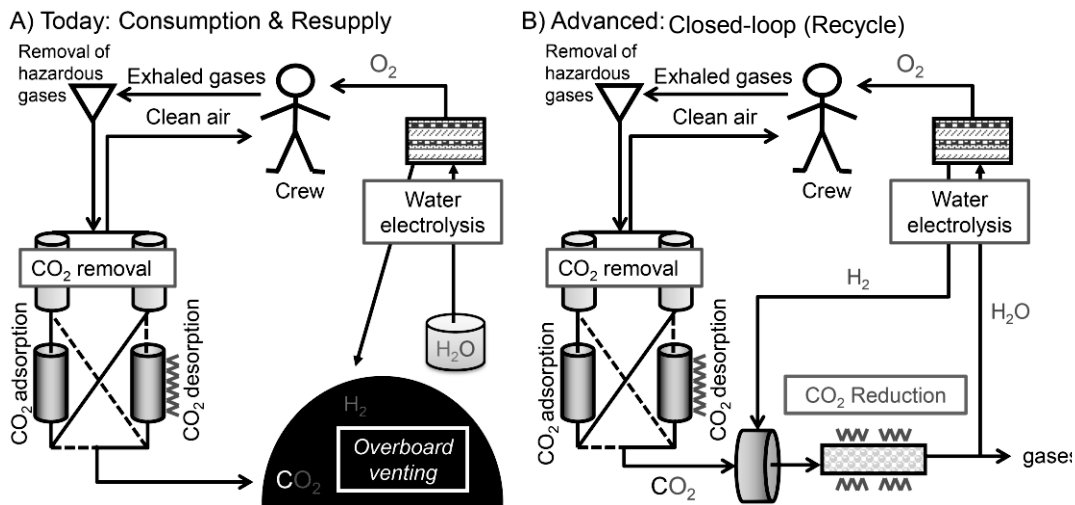 A) Today: Consumption & Resupply
Removal of
hazardous
gases
Exhaled gases
Clean air
O₂
Crew
Water
electrolysis
CO₂ removal
CO₂ adsorption
CO₂ desorption
H₂O
H₂
CO₂
Overboard
venting
B) Advanced: Closed-loop (Recycle)
Removal of
hazardous
gases
Exhaled gases
Clean air
O₂
Crew
Water
electrolysis
CO₂ removal
H₂
H₂O
CO₂ adsorption
CO₂ desorption
CO₂ Reduction
CO₂
gases